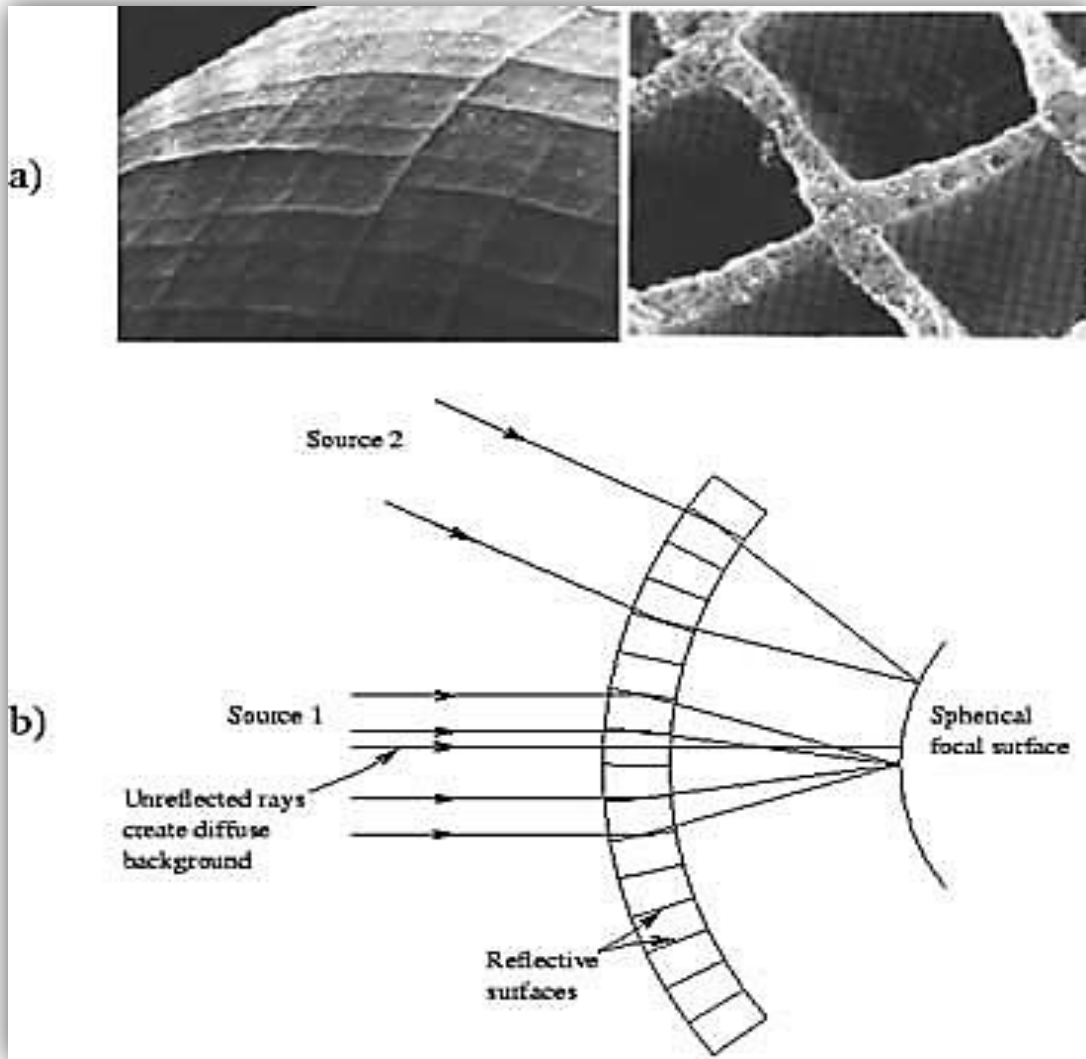 a)
Source 2
b)
Source 1
Spherical
focal surface
Unreflected rays
create diffuse
background
Reflective
surfaces